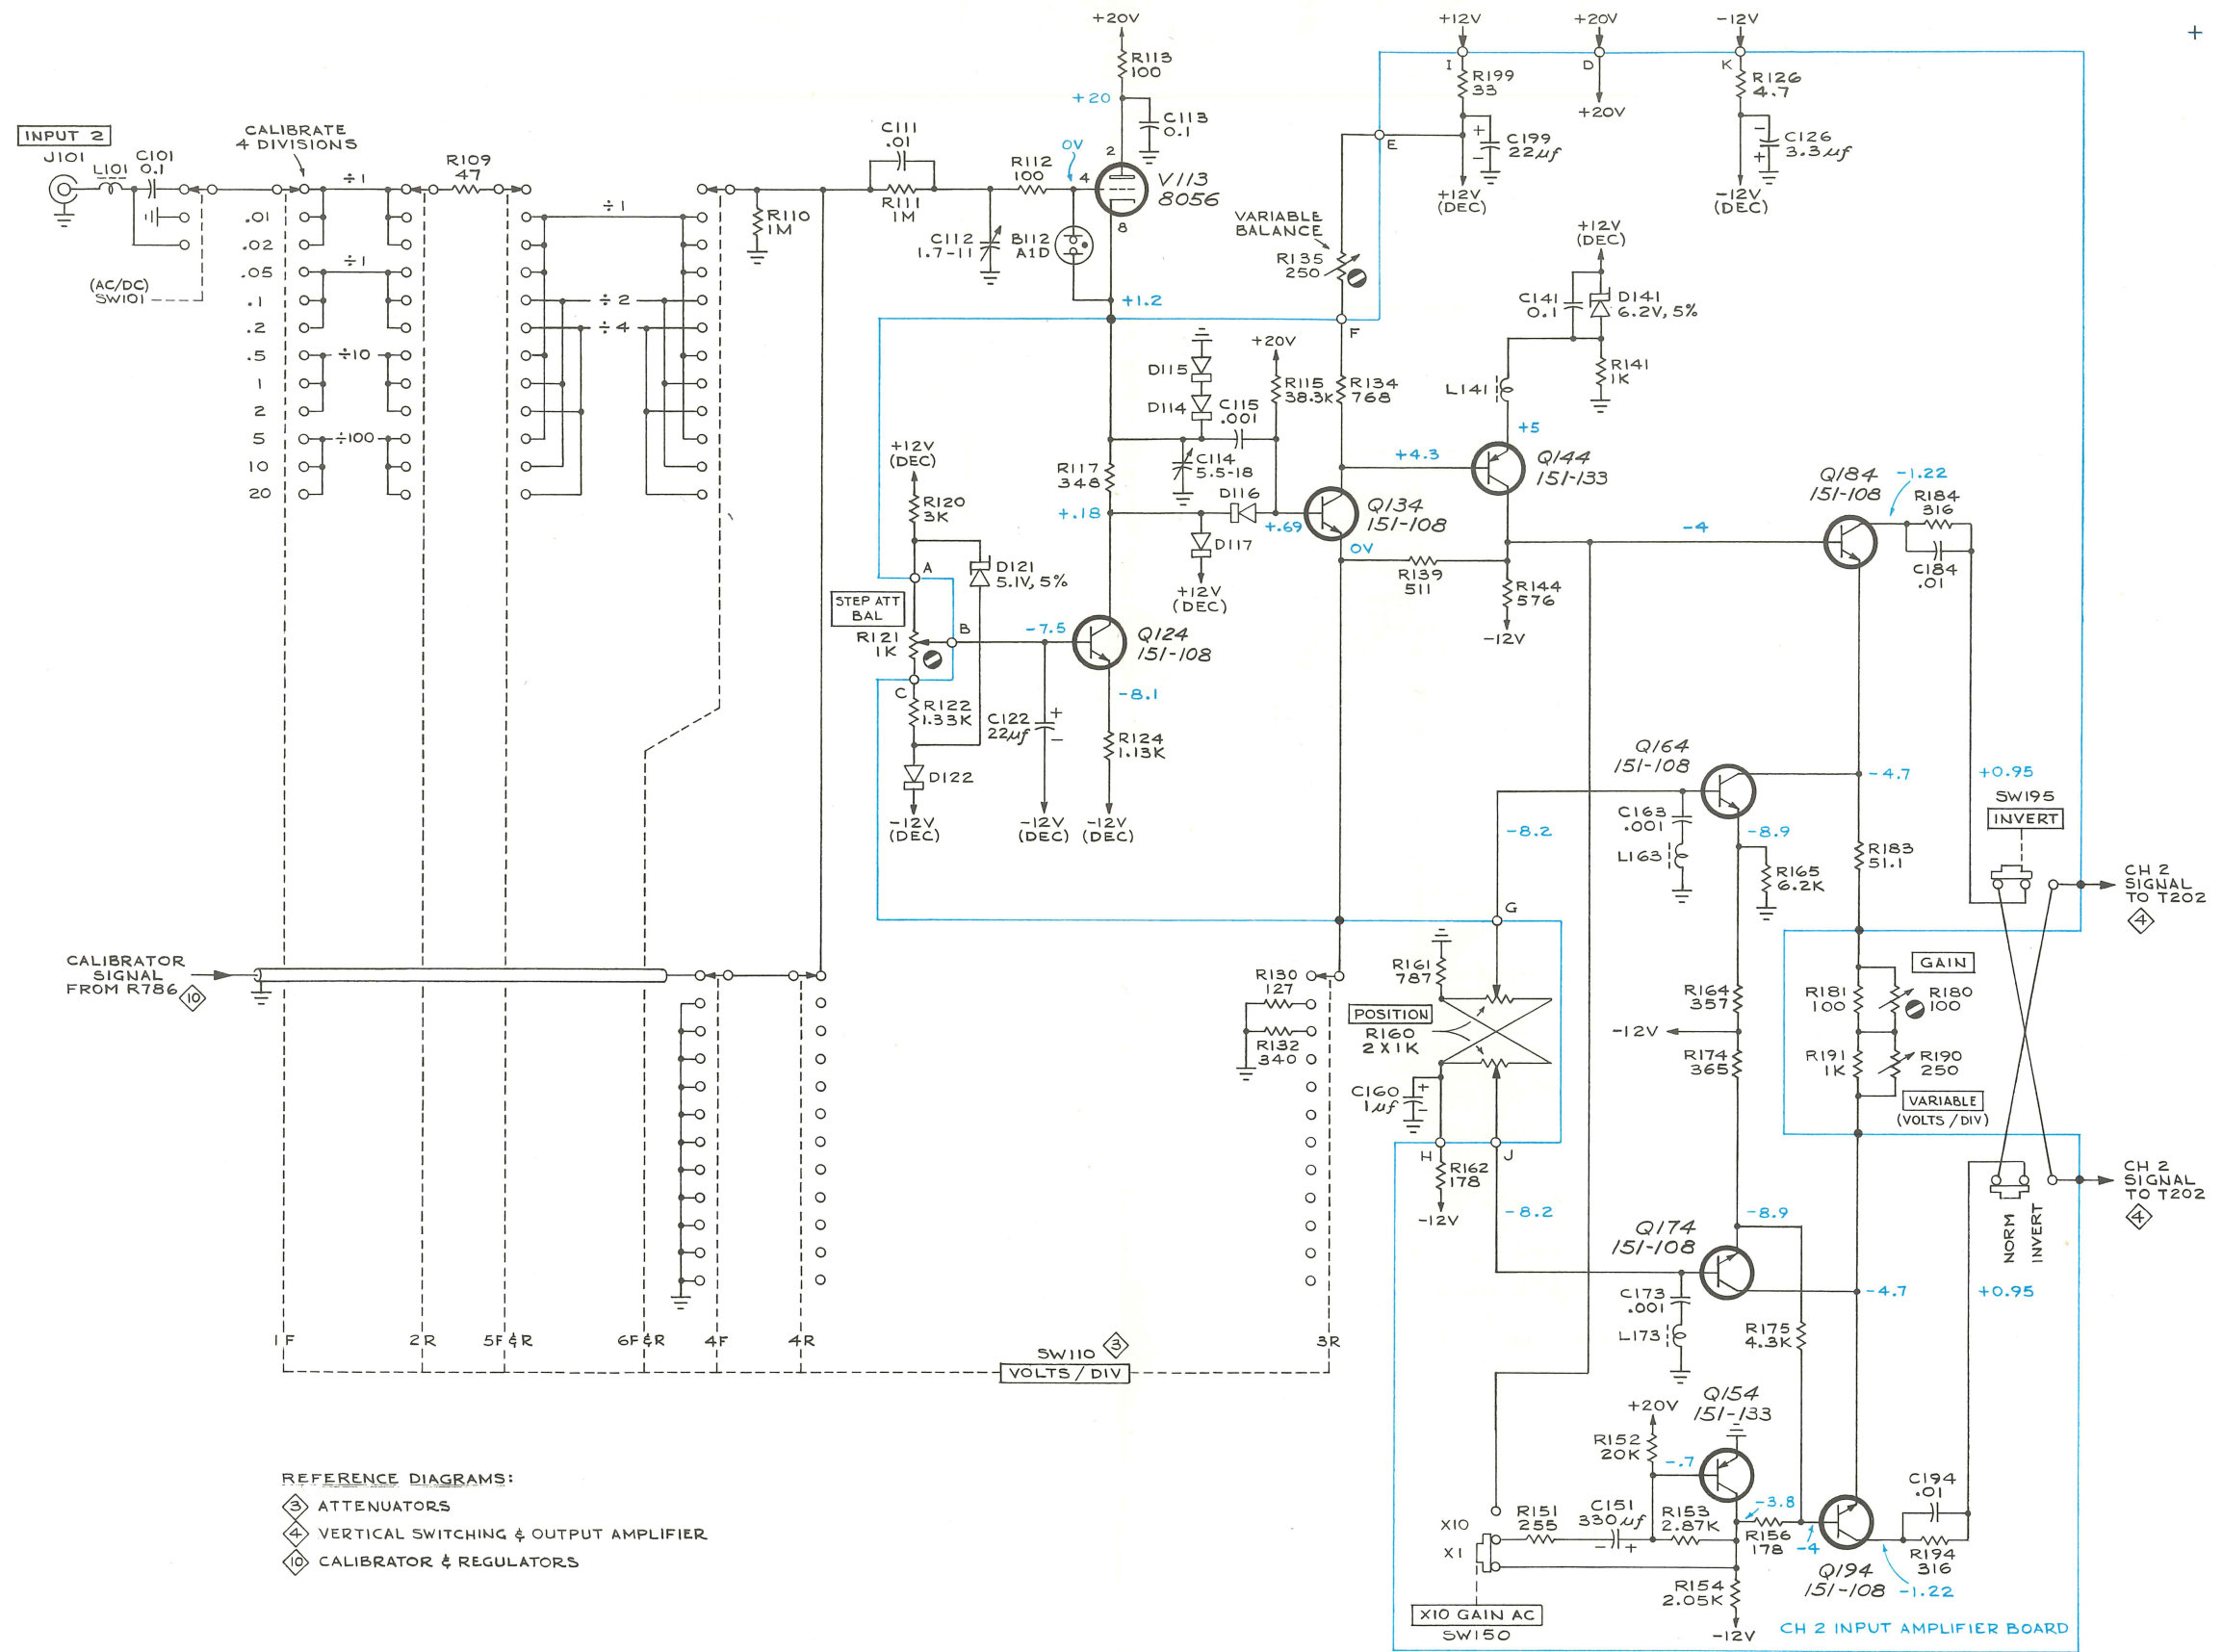 +20V
+12V
+20V
-12V
+
R113
100
I
D
K
R199
33
R126
4.7
+20
+20V
C113
0.1
C199
22µf
C126
3.3µf
E
+12V
(DEC)
-12V
(DEC)
INPUT 2
J101
L101
C101
0.1
CALIBRATE
4 DIVISIONS
÷1
R109
47
C111
.01
R111
1M
R112
100
0V
2
4
8
V113
8056
R110
1M
C112
1.7-11
B112
A1D
+1.2
.01
.02
.05
.1
.2
.5
1
2
5
10
20
÷1
÷10
÷100
÷1
÷2
÷4
(AC/DC)
SW101
VARIABLE
BALANCE
R135
250
F
+12V
(DEC)
C141
0.1
D141
6.2V, 5%
R141
1K
L141
+5
D115
D114
C115
.001
+20V
R115
38.3K
R134
768
C114
5.5-18
R117
348
+4.3
Q144
151-133
+.18
D116
+.69
Q134
151-108
D117
+12V
(DEC)
0V
R139
511
R144
576
-12V
-4
Q184
151-108
-1.22
R184
316
C184
.01
+12V
(DEC)
R120
3K
A
D121
5.1V, 5%
STEP ATT
BAL
R121
1K
B
-7.5
Q124
151-108
C
-8.1
R122
1.33K
C122
22µf
R124
1.13K
D122
-12V
(DEC)
-12V
(DEC)
-12V
(DEC)
Q164
151-108
-4.7
+0.95
SW195
INVERT
C163
.001
L163
-8.2
-8.9
R165
6.2K
R183
51.1
CH 2
SIGNAL
TO T202
4
G
CALIBRATOR
SIGNAL
FROM R786
10
R130
127
R132
340
R161
787
POSITION
R160
2 X 1K
C160
1µf
H
J
R162
178
-12V
-8.2
R164
357
-12V
R174
365
GAIN
R181
100
R180
100
R191
1K
R190
250
VARIABLE
(VOLTS / DIV)
CH 2
SIGNAL
TO T202
4
NORM
INVERT
-8.9
Q174
151-108
-4.7
+0.95
C173
.001
L173
R175
4.3K
1F
2R
5F&R
6F&R
4F
4R
3R
SW110
3
VOLTS / DIV
Q154
151-133
+20V
R152
20K
-.7
C194
.01
X10
X1
R151
255
C151
330µf
R153
2.87K
-3.8
R156
178
-4
R194
316
Q194
151-108
-1.22
R154
2.05K
-12V
X10 GAIN AC
SW150
CH 2 INPUT AMPLIFIER BOARD
REFERENCE DIAGRAMS:
3 ATTENUATORS
4 VERTICAL SWITCHING & OUTPUT AMPLIFIER
10 CALIBRATOR & REGULATORS